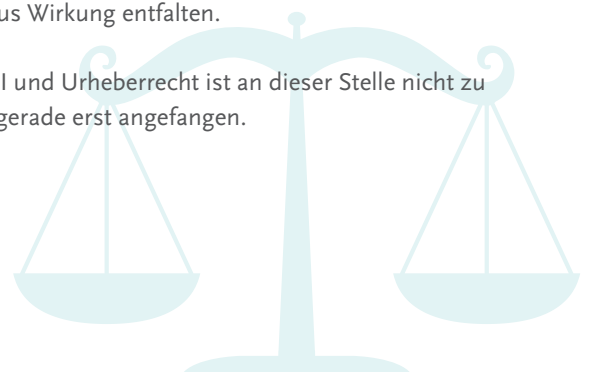 us Wirkung entfalten.
I und Urheberrecht ist an dieser Stelle nicht zu
gerade erst angefangen.